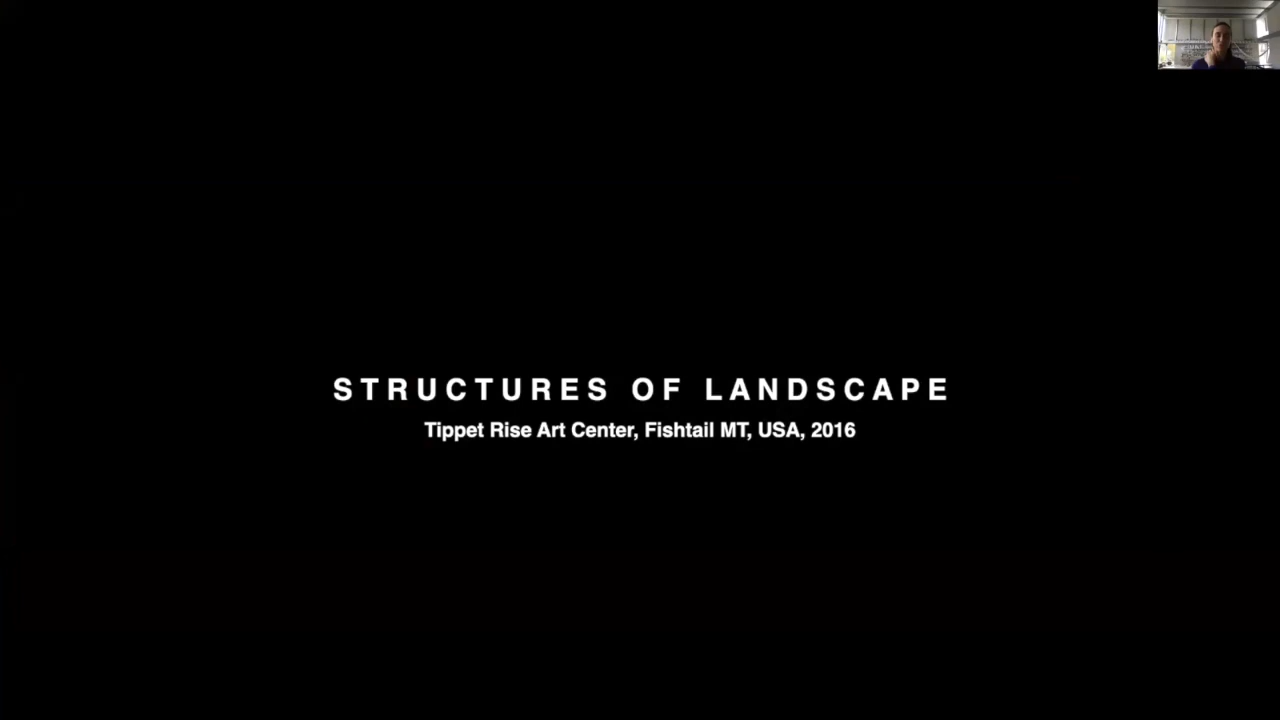 STRUCTURES OF LANDSCAPE
Tippet Rise Art Center, Fishtail MT, USA, 2016